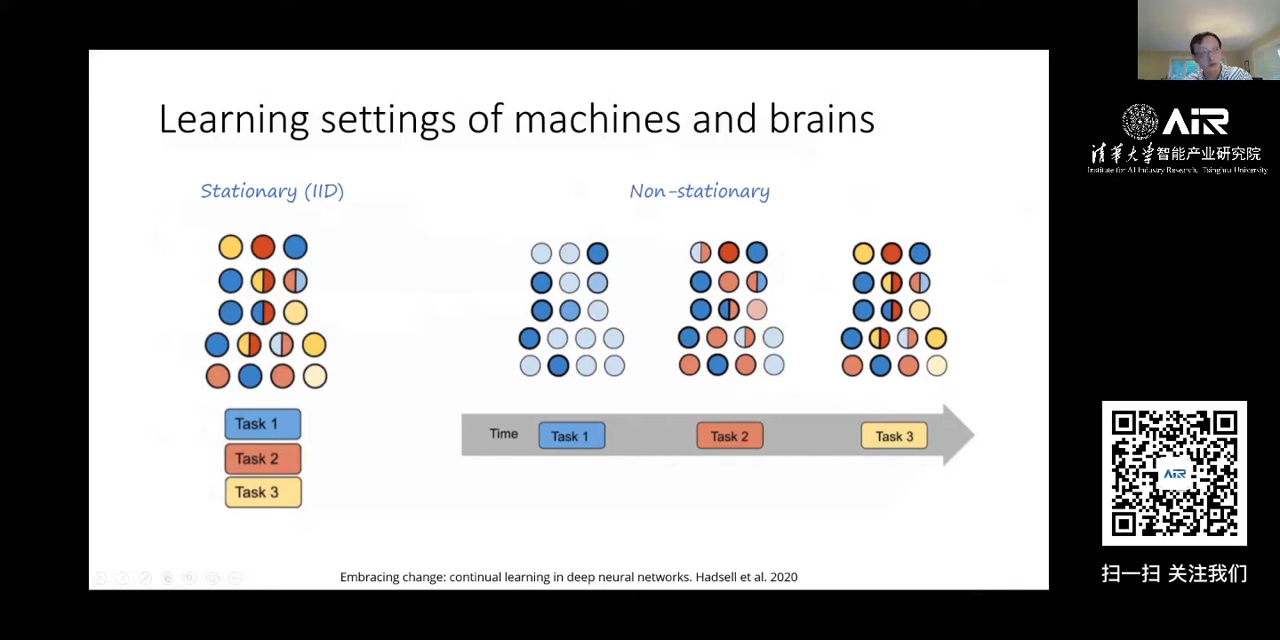 Learning settings of machines and brains
Stationary (IID)
Non-stationary
Task 1
Task 2
Task 3
Time
Task 1
Task 2
Task 3
Embracing change: continual learning in deep neural networks. Hadsell et al. 2020
AIR
清华大学智能产业研究院
Institute for AI Industry Research, Tsinghua University
AIR
扫一扫 关注我们